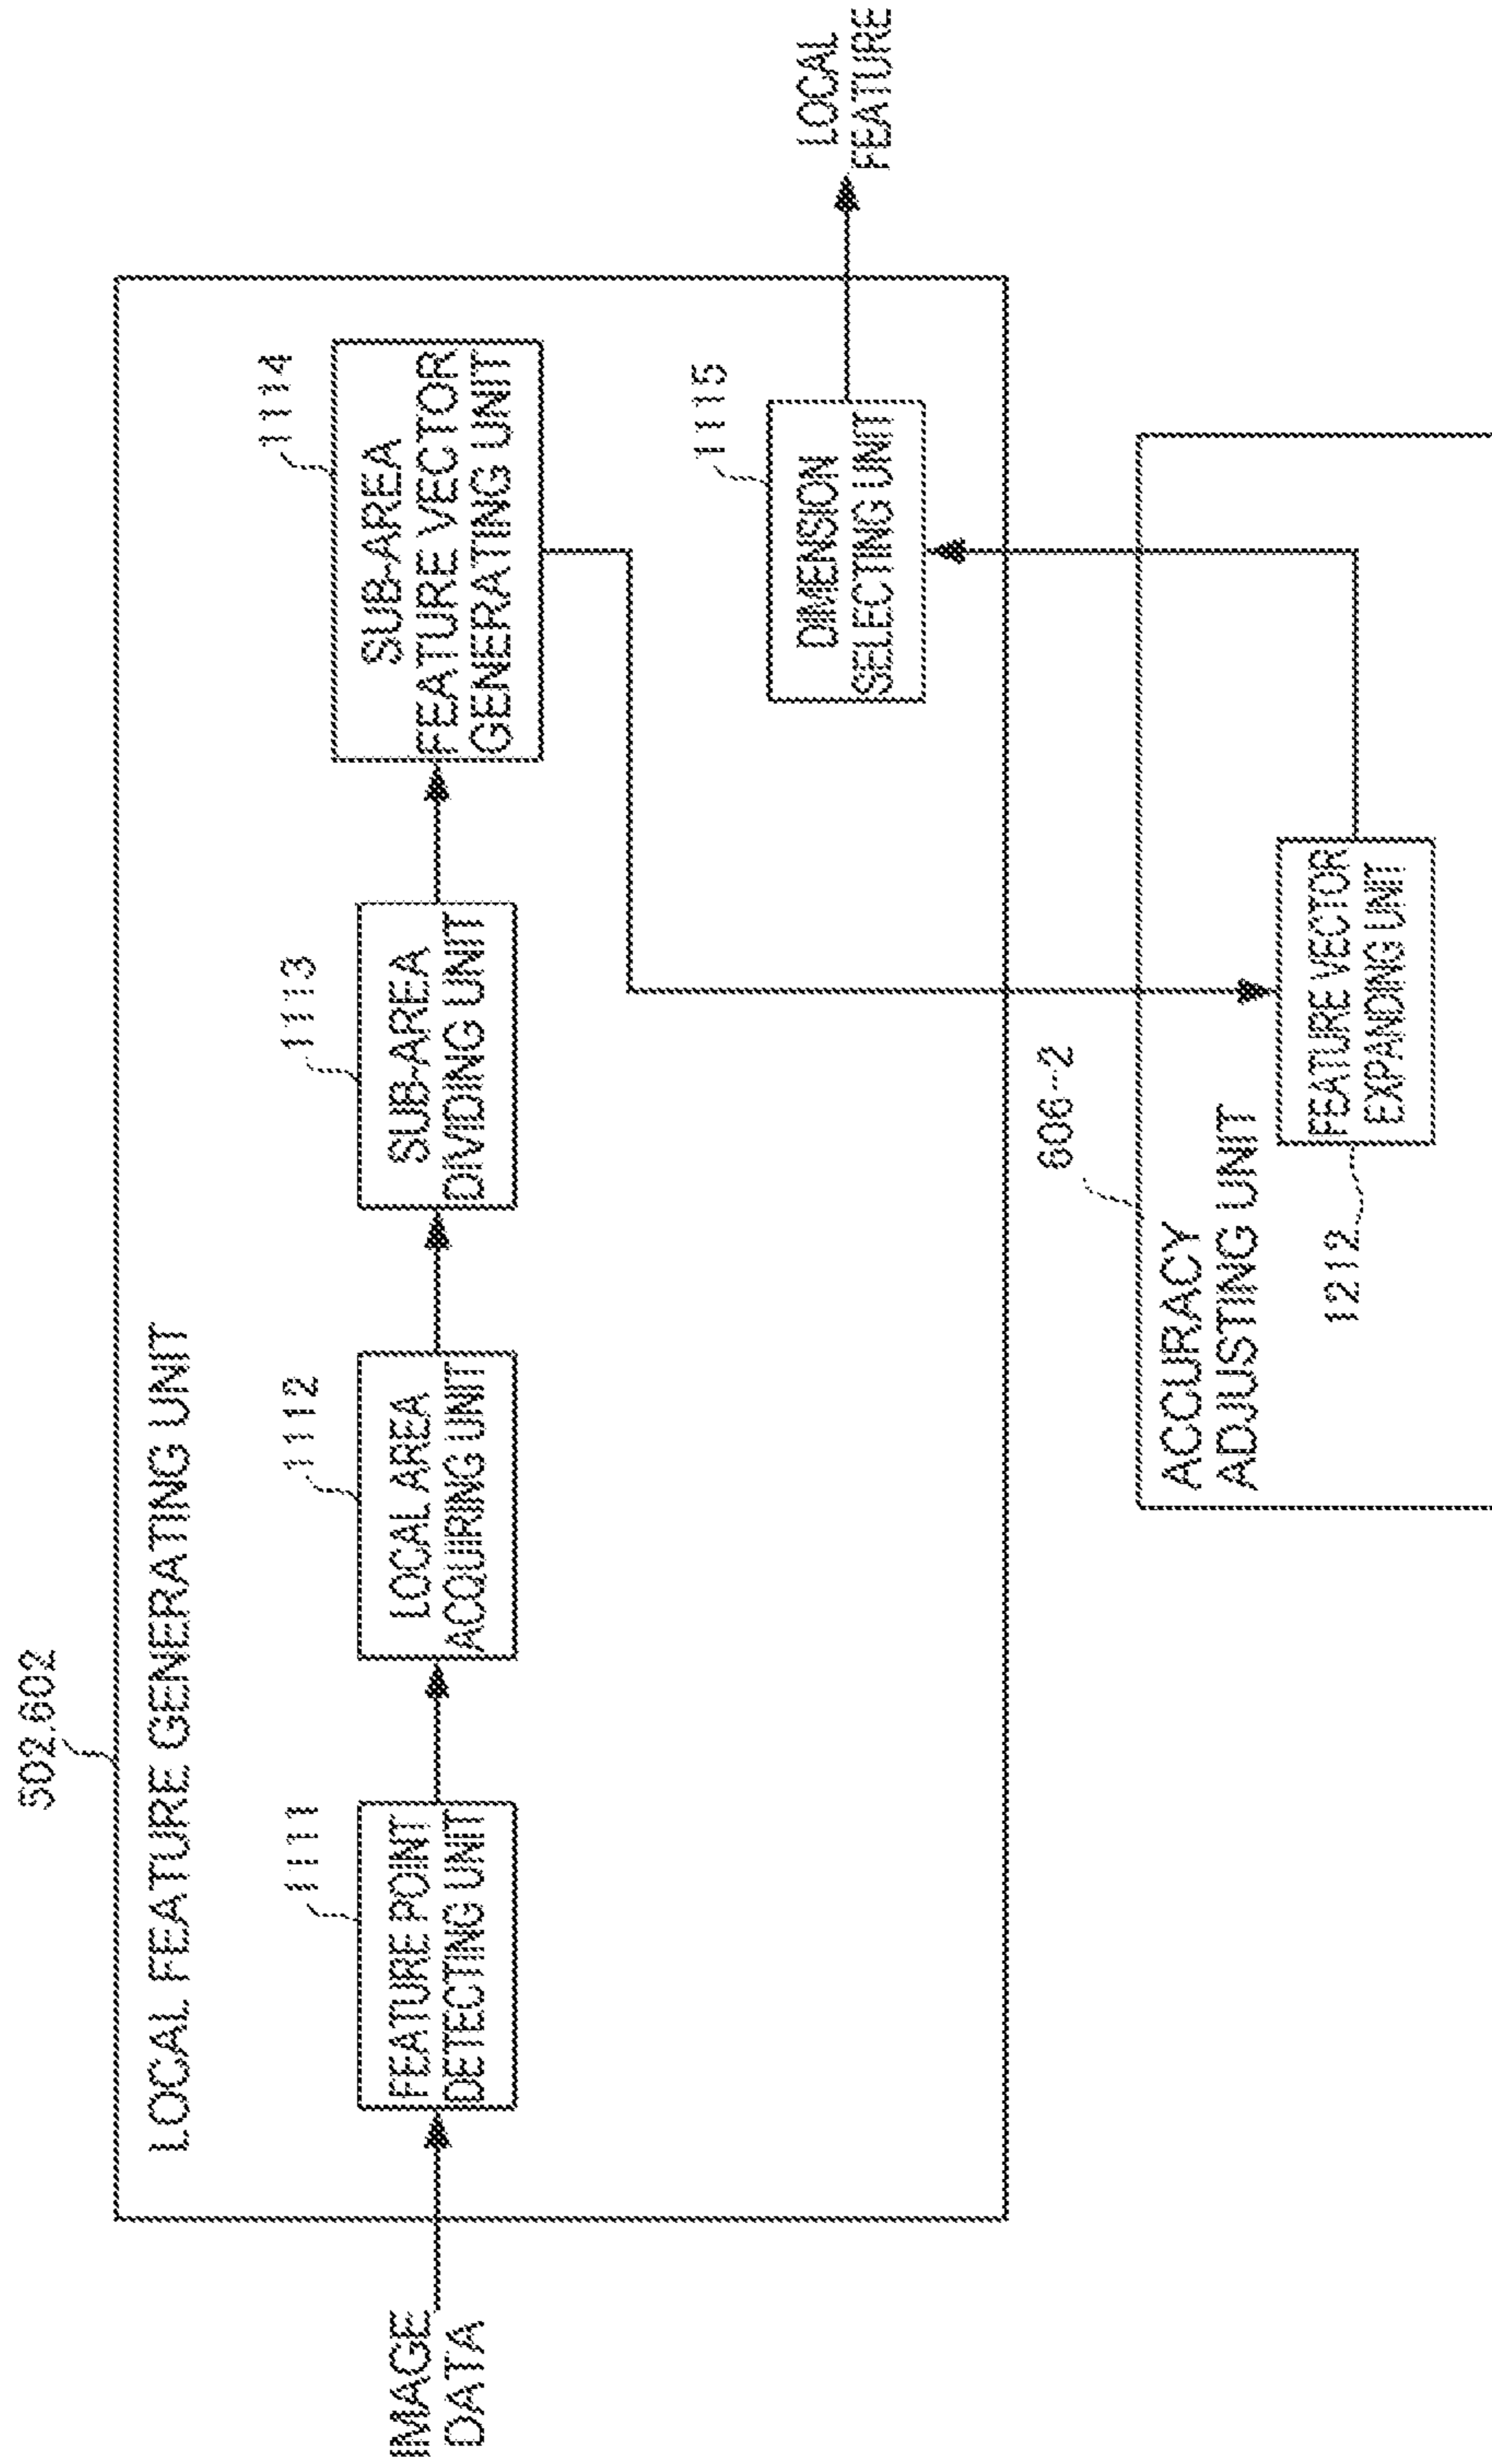 502,602
LOCAL FEATURE GENERATING UNIT
IMAGE
DATA
1111
FEATURE POINT
DETECTING UNIT
1112
LOCAL AREA
ACQUIRING UNIT
1113
SUB-AREA
DIVIDING UNIT
1114
SUB-AREA
FEATURE VECTOR
GENERATING UNIT
1115
DIMENSION
SELECTING UNIT
LOCAL
FEATURE
606-2
ACCURACY
ADJUSTING UNIT
1212
FEATURE VECTOR
EXPANDING UNIT